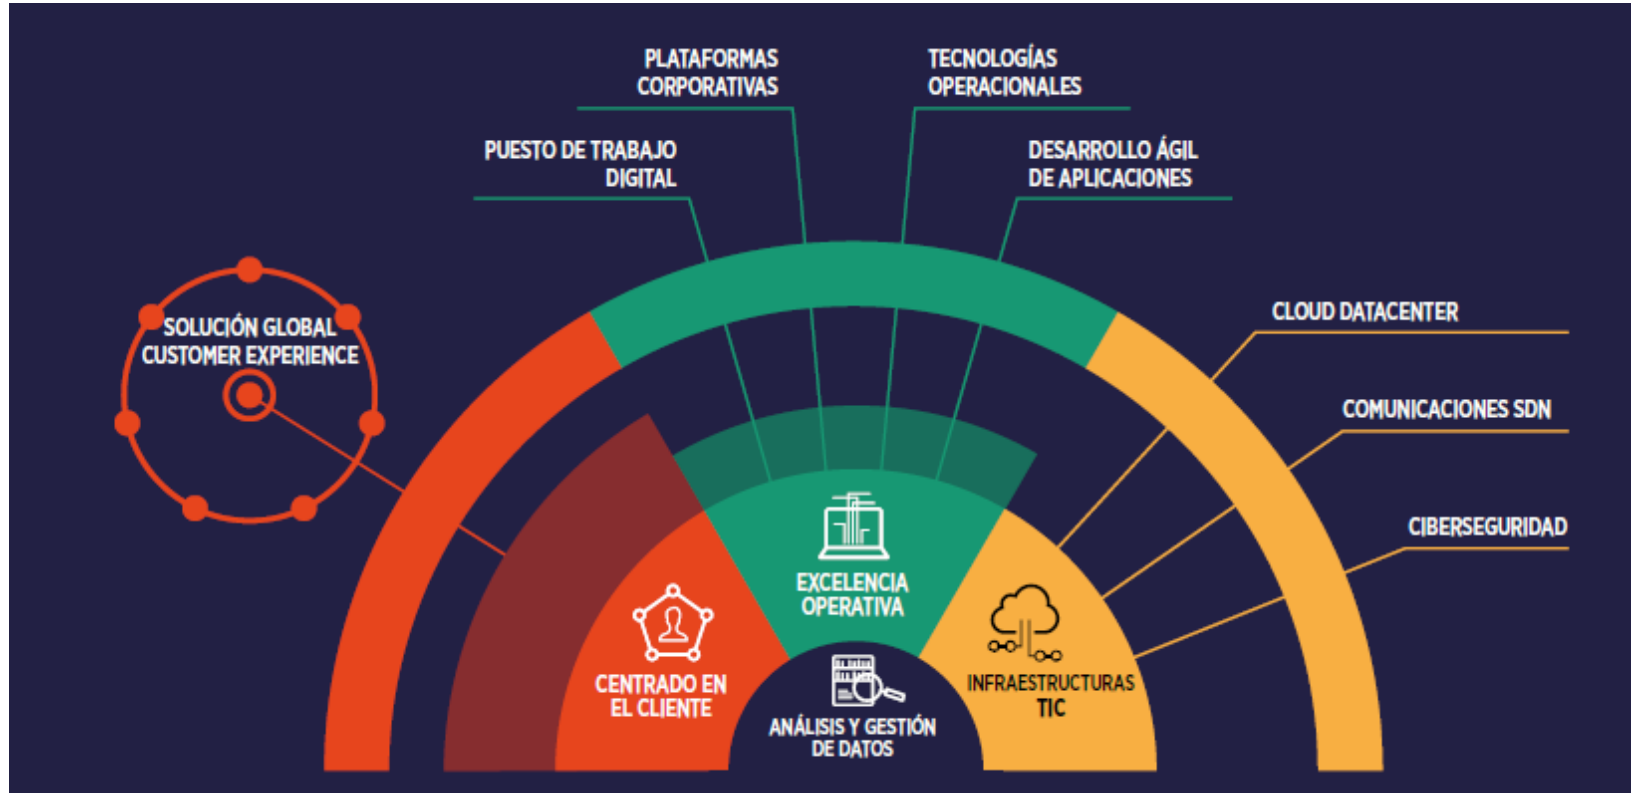 PLATAFORMAS
CORPORATIVAS
TECNOLOGÍAS
OPERACIONALES
PUESTO DE TRABAJO
DIGITAL
DESARROLLO ÁGIL
DE APLICACIONES
SOLUCIÓN GLOBAL
CUSTOMER EXPERIENCE
CLOUD DATACENTER
COMUNICACIONES SDN
CIBERSEGURIDAD
EXCELENCIA
OPERATIVA
CENTRADO EN
EL CLIENTE
INFRAESTRUCTURAS
TIC
ANÁLISIS Y GESTIÓN
DE DATOS